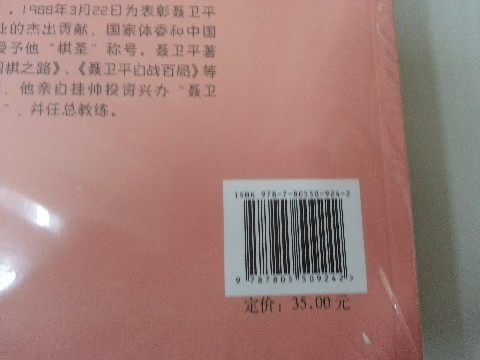 ，1988年3月22日为表彰聂卫平
业的杰出贡献，国家体委和中国
授予他“棋圣”称号。聂卫平著
围棋之路》、《聂卫平自战百局》等
，他亲自挂帅投资兴办“聂卫
”，并任总教练。
ISBN 978-7-80550-924-2
9 787805 509242
定价：35.00元